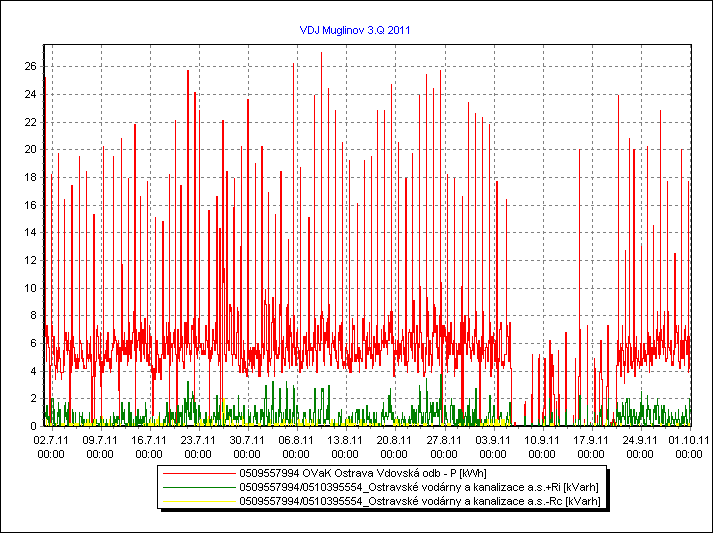 VDJ Muglinov 3.Q 2011
26
24
22
20
18
16
14
12
10
8
6
4
2
0
02.7.11 09.7.11 16.7.11 23.7.11 30.7.11 06.8.11 13.8.11 20.8.11 27.8.11 03.9.11 10.9.11 17.9.11 24.9.11 01.10.11
00:00 00:00 00:00 00:00 00:00 00:00 00:00 00:00 00:00 00:00 00:00 00:00 00:00 00:00
0509557994 OVaK Ostrava Vdovská odb - P [kWh]
0509557994/0510395554_Ostravské vodárny a kanalizace a.s.+Ri [kVarh]
0509557994/0510395554_Ostravské vodárny a kanalizace a.s.-Rc [kVarh]